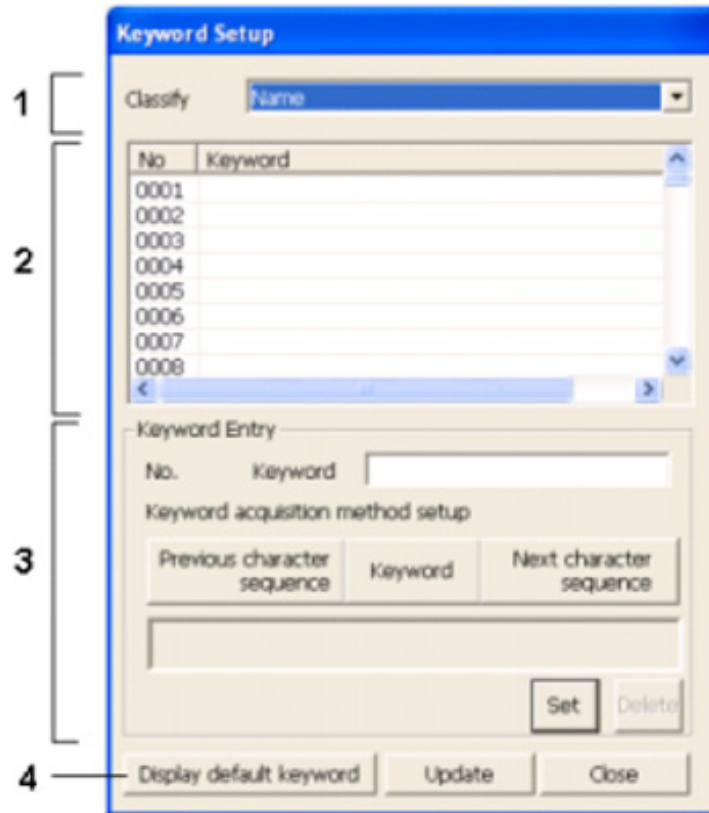 Keyword Setup
1
Classify Name
2
No Keyword
0001
0002
0003
0004
0005
0006
0007
0008
3
Keyword Entry
No. Keyword
Keyword acquisition method setup
Previous character sequence Keyword Next character sequence
Set Delete
4
Display default keyword Update Close